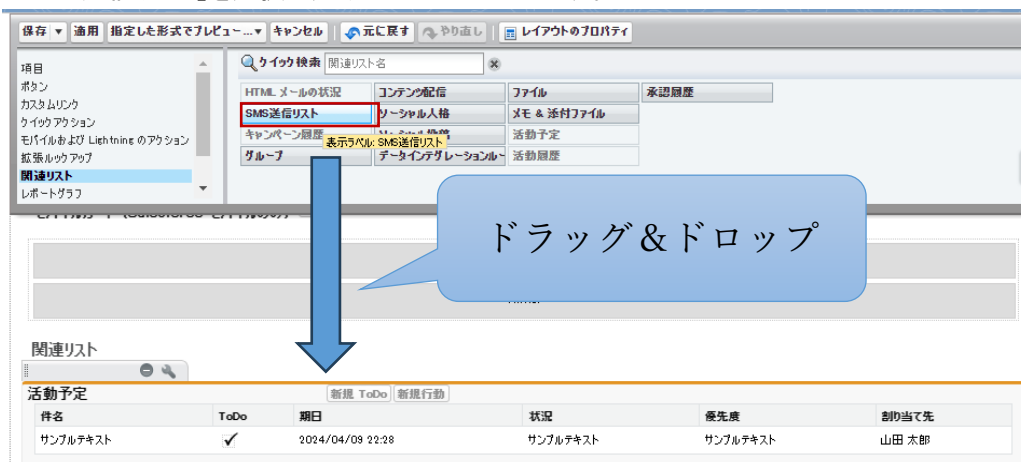 保存 ▼ 適用 指定した形式でプレビュー...▼ キャンセル 元に戻す やり直し レイアウトのプロパティ
項目
ボタン
カスタムリンク
クイックアクション
モバイルおよび Lightning のアクション
拡張ルックアップ
関連リスト
レポートグラフ
クイック検索 関連リスト名
HTML メールの状況 コンテンツ配信 ファイル 承認履歴
SMS送信リスト ソーシャル人格 メモ & 添付ファイル
キャンペーン履歴 活動予定
表示ラベル: SMS送信リスト
グループ データインテグレーションルー 活動履歴
ドラッグ&ドロップ
関連リスト
活動予定 新規 ToDo 新規行動
件名 ToDo 期日 状況 優先度 割り当て先
サンプルテキスト ✓ 2024/04/09 22:28 サンプルテキスト サンプルテキスト 山田 太郎